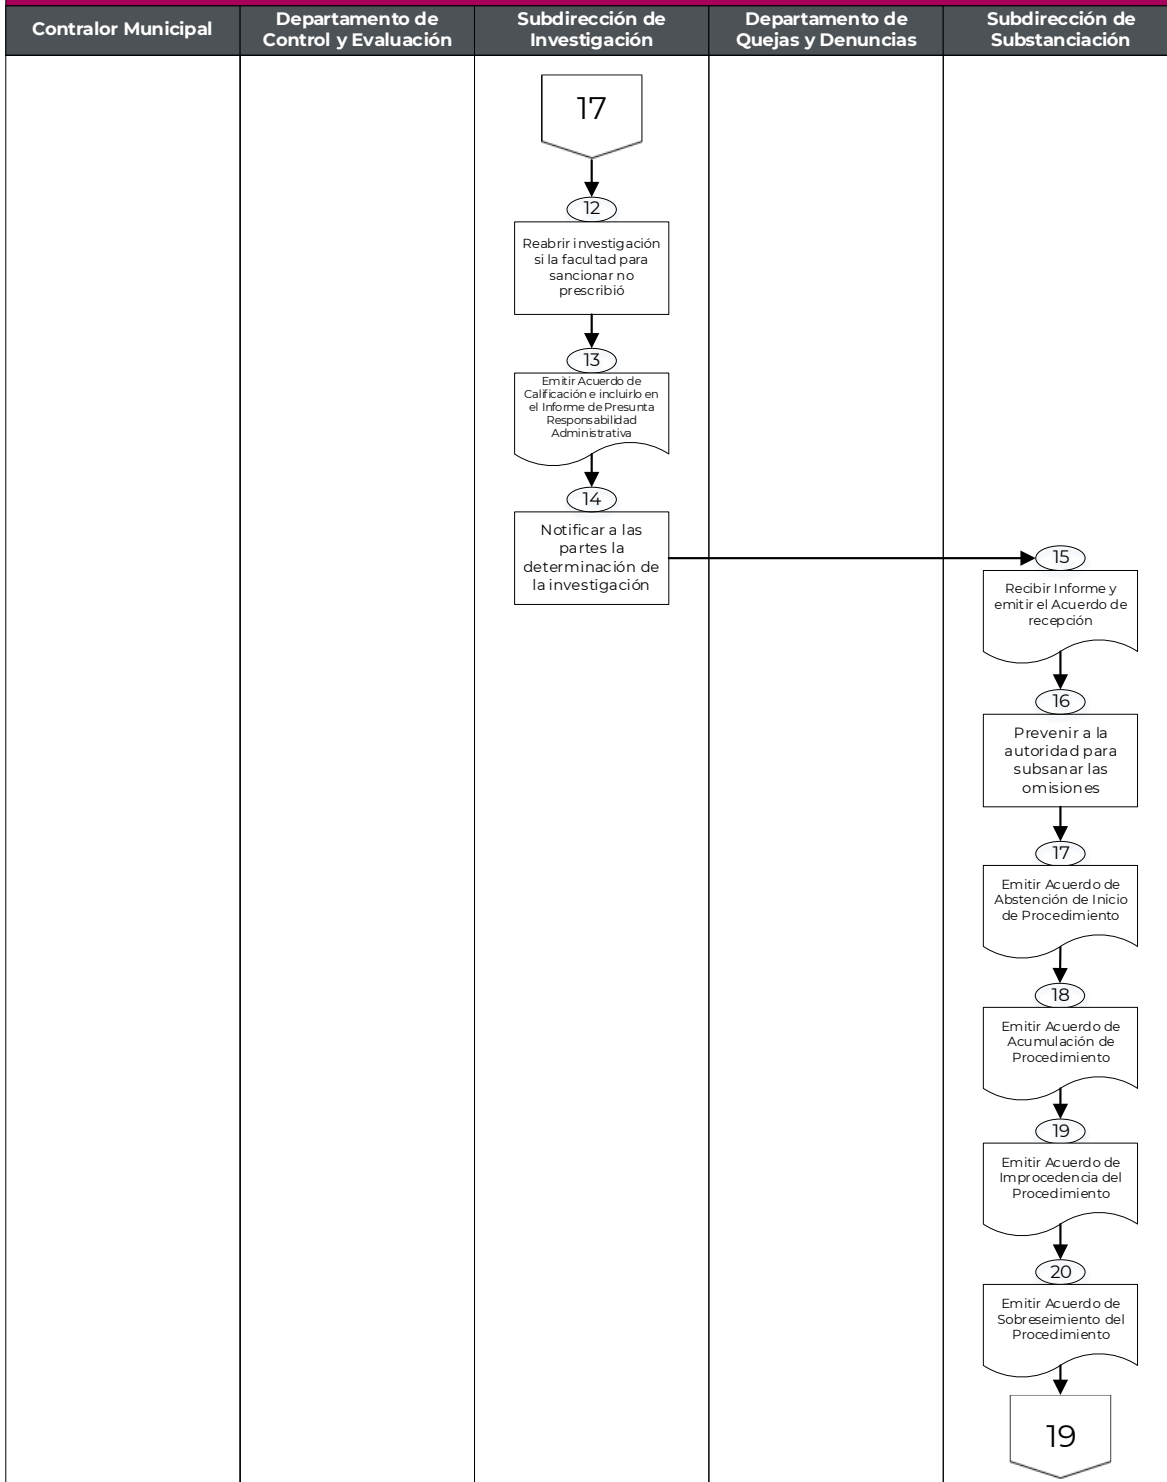 Contralor Municipal
Departamento de
Control y Evaluación
Subdirección de
Investigación
Departamento de
Quejas y Denuncias
Subdirección de
Substanciación
17
12
Reabrir investigación
si la facultad para
sancionar no
prescribió
13
Emitir Acuerdo de
Calificación e incluirlo en
el Informe de Presunta
Responsabilidad
Administrativa
14
Notificar a las
partes la
determinación de
la investigación
15
Recibir Informe y
emitir el Acuerdo de
recepción
16
Prevenir a la
autoridad para
subsanar las
omisiones
17
Emitir Acuerdo de
Abstención de Inicio
de Procedimiento
18
Emitir Acuerdo de
Acumulación de
Procedimiento
19
Emitir Acuerdo de
Improcedencia del
Procedimiento
20
Emitir Acuerdo de
Sobreseimiento del
Procedimiento
19